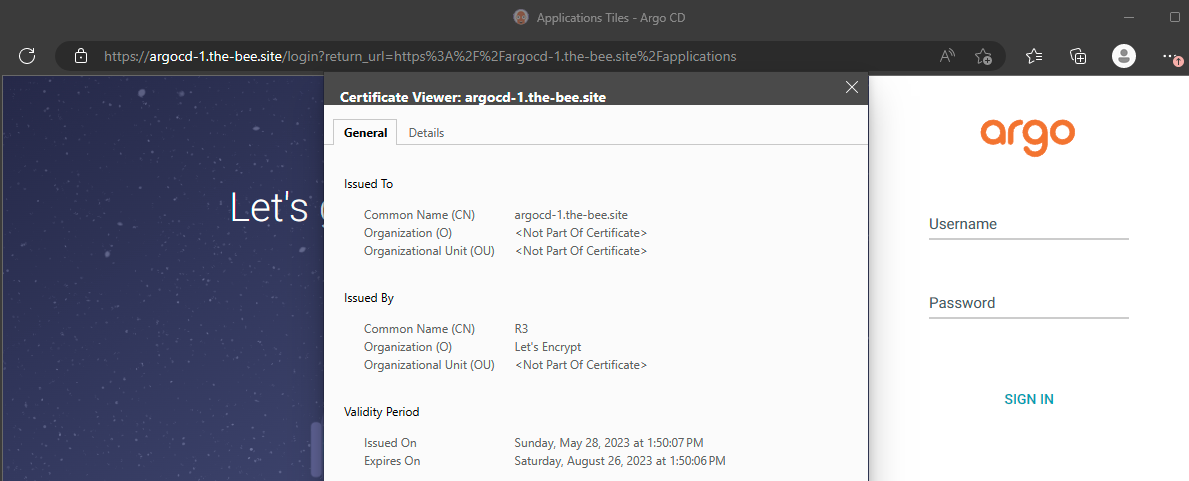 Applications Tiles - Argo CD
https://argocd-1.the-bee.site/login?return_url=https%3A%2F%2Fargocd-1.the-bee.site%2Fapplications
Certificate Viewer: argocd-1.the-bee.site
General Details
Issued To
Common Name (CN) argocd-1.the-bee.site
Organization (O) <Not Part Of Certificate>
Organizational Unit (OU) <Not Part Of Certificate>
Issued By
Common Name (CN) R3
Organization (O) Let's Encrypt
Organizational Unit (OU) <Not Part Of Certificate>
Validity Period
Issued On Sunday, May 28, 2023 at 1:50:07 PM
Expires On Saturday, August 26, 2023 at 1:50:06 PM
Let's
argo
Username
Password
SIGN IN